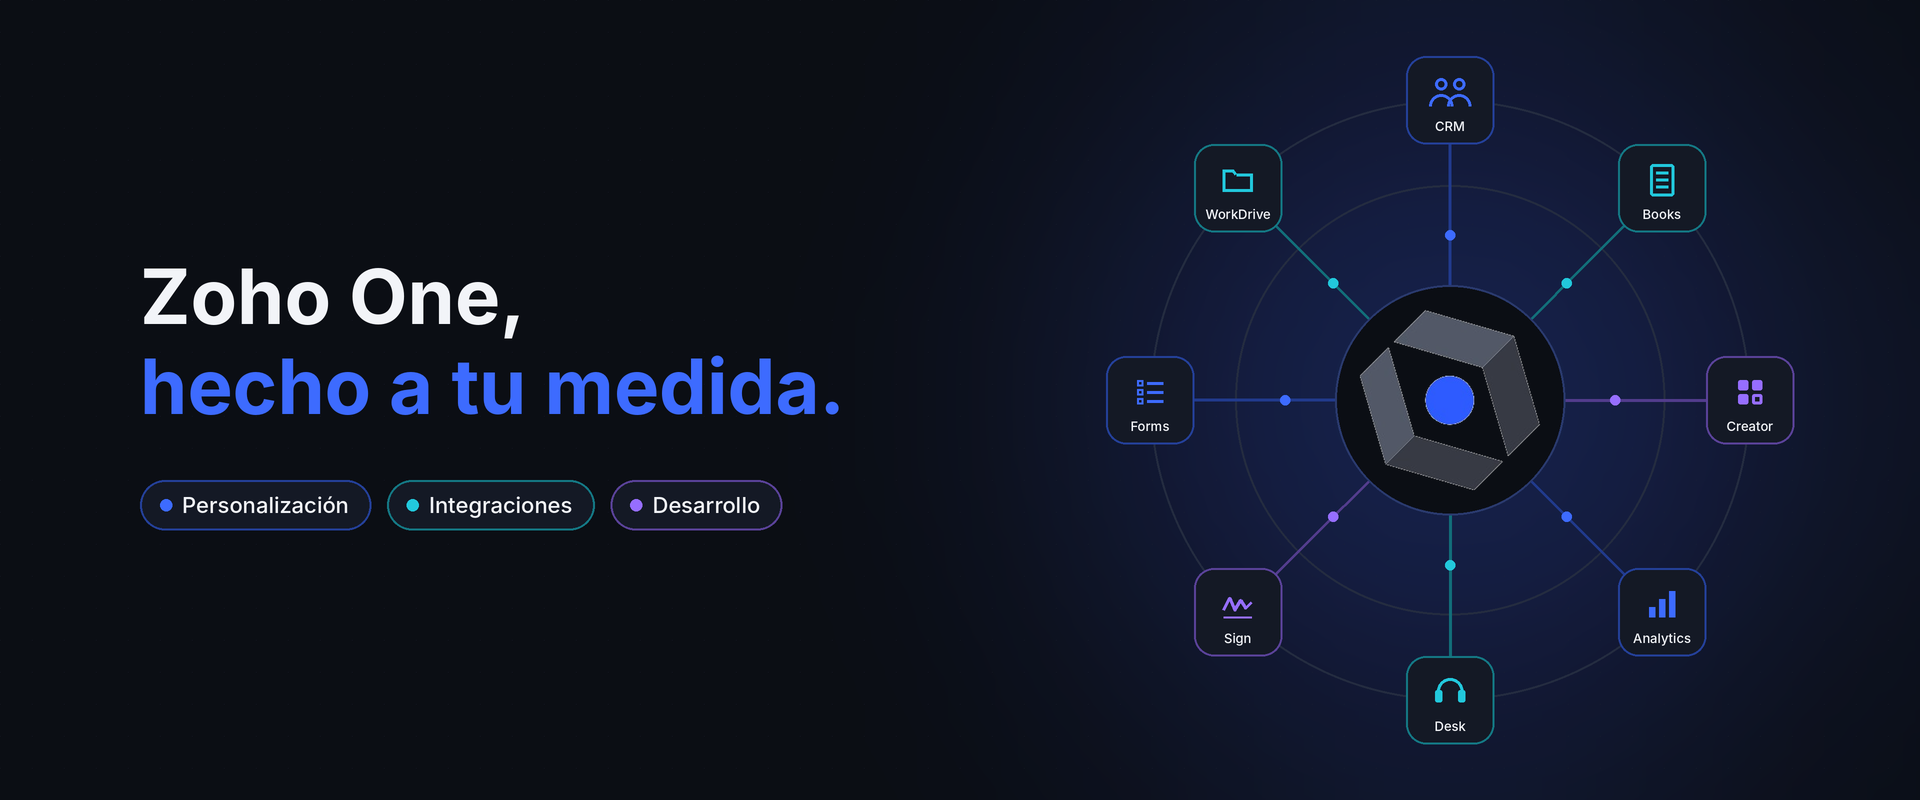 Zoho One,
hecho a tu medida.
Personalización
Integraciones
Desarrollo
CRM
WorkDrive
Books
Forms
Creator
Sign
Analytics
Desk